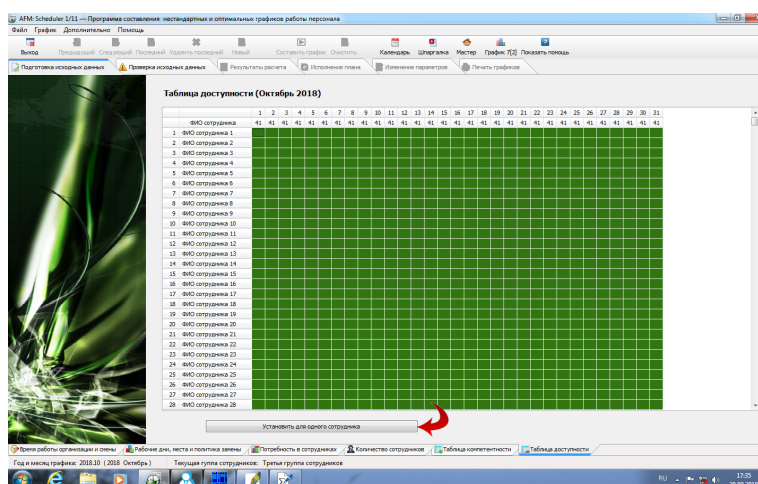 AFM: Scheduler 1/11 — Программа составления нестандартных и оптимальных графиков работы персонала
Файл График Дополнительно Помощь
Выход Предыдущий Следующий Последний Удалить последний Новый Составить график Очистить Календарь Шпаргалка Мастер График 7[2] Показать помощь
Подготовка исходных данных Проверка исходных данных Результаты расчета Исполнение плана Изменение параметров Печать графиков
Таблица доступности (Октябрь 2018)
1 2 3 4 5 6 7 8 9 10 11 12 13 14 15 16 17 18 19 20 21 22 23 24 25 26 27 28 29 30 31
ФИО сотрудника 41 41 41 41 41 41 41 41 41 41 41 41 41 41 41 41 41 41 41 41 41 41 41 41 41 41 41 41 41 41 41
1 ФИО сотрудника 1
2 ФИО сотрудника 2
3 ФИО сотрудника 3
4 ФИО сотрудника 4
5 ФИО сотрудника 5
6 ФИО сотрудника 6
7 ФИО сотрудника 7
8 ФИО сотрудника 8
9 ФИО сотрудника 9
10 ФИО сотрудника 10
11 ФИО сотрудника 11
12 ФИО сотрудника 12
13 ФИО сотрудника 13
14 ФИО сотрудника 14
15 ФИО сотрудника 15
16 ФИО сотрудника 16
17 ФИО сотрудника 17
18 ФИО сотрудника 18
19 ФИО сотрудника 19
20 ФИО сотрудника 20
21 ФИО сотрудника 21
22 ФИО сотрудника 22
23 ФИО сотрудника 23
24 ФИО сотрудника 24
25 ФИО сотрудника 25
26 ФИО сотрудника 26
27 ФИО сотрудника 27
28 ФИО сотрудника 28
Установить для одного сотрудника
Время работы организации и смены Рабочие дни, места и политика замены Потребность в сотрудниках Количество сотрудников Таблица компетентности Таблица доступности
Год и месяц графика: 2018.10 ( 2018 Октябрь ) Текущая группа сотрудников: Третья группа сотрудников
RU 17:35